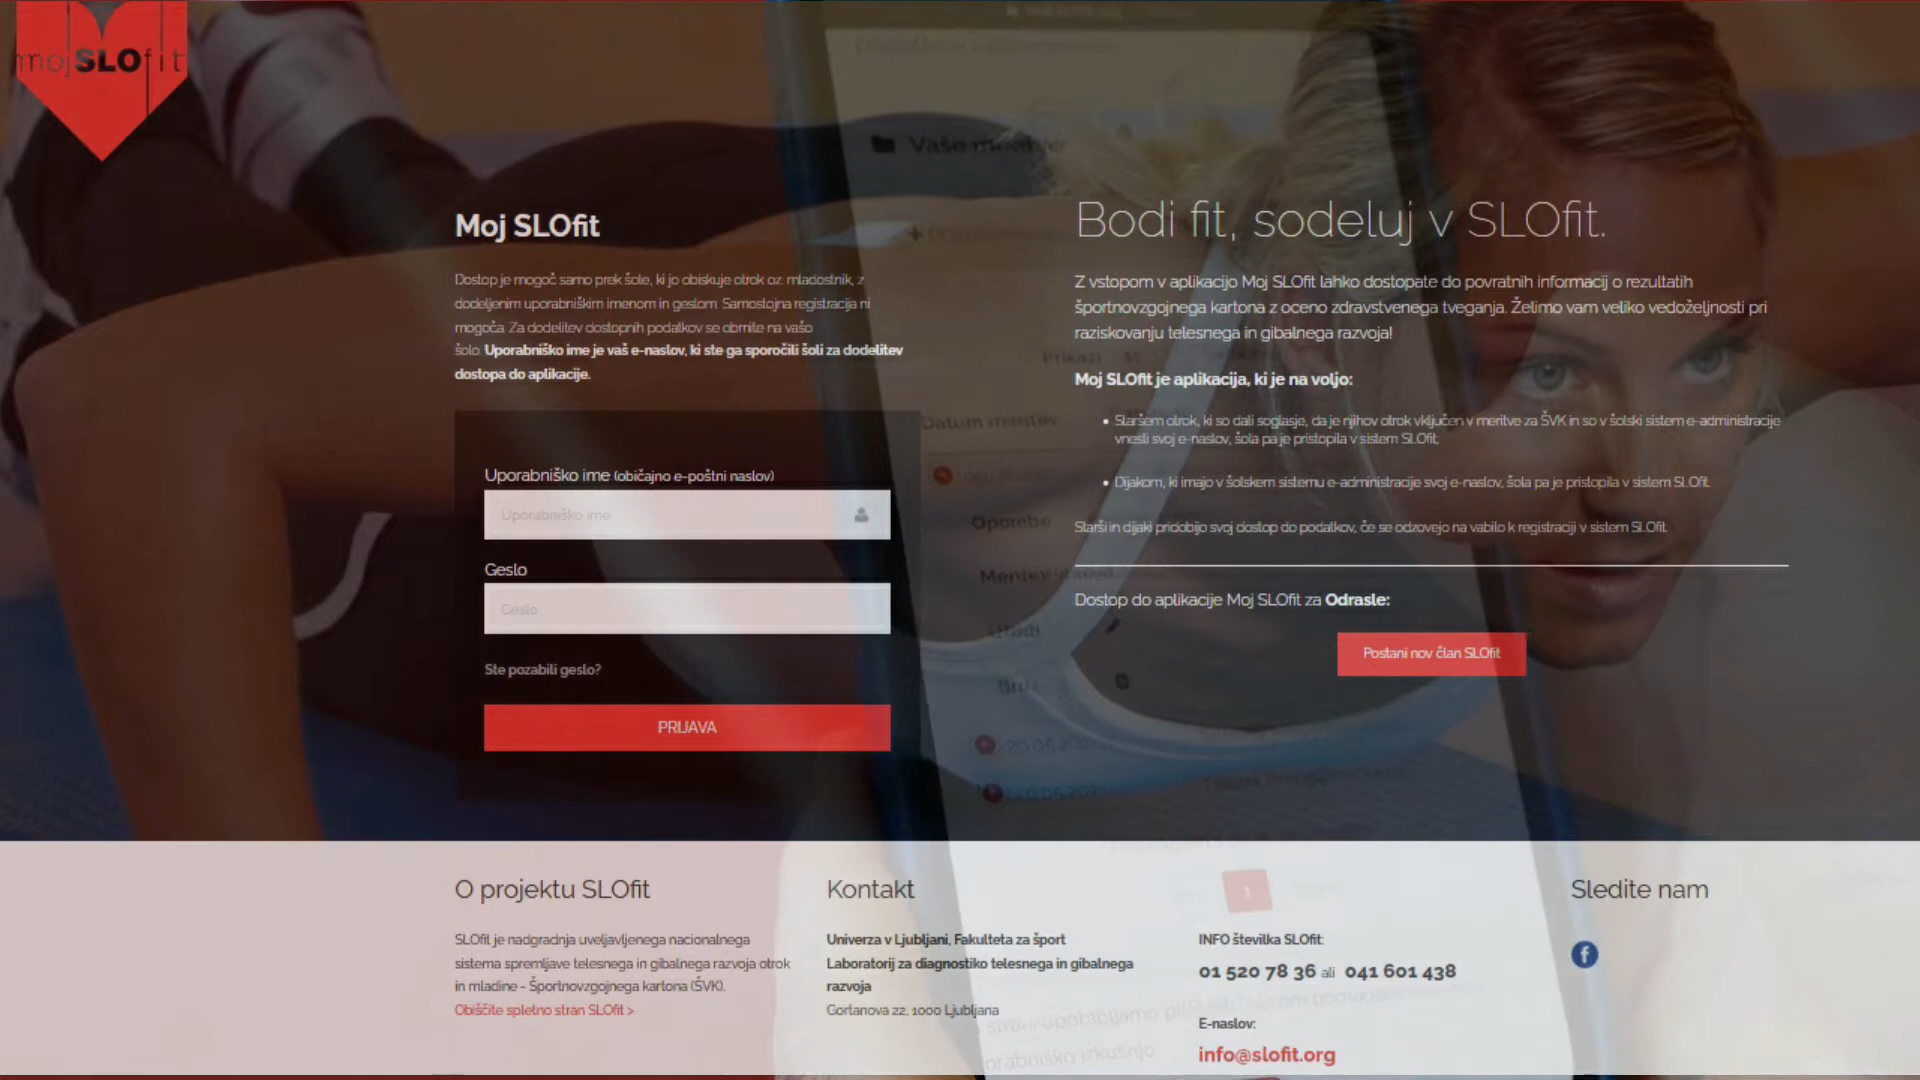 mojSLOfit
Moj SLOfit
Dostop je mogoč samo prek šole, ki jo obiskuje otrok oz. mladostnik, z
dodeljenim uporabniškim imenom in geslom. Samostojna registracija ni
mogoča. Za dodelitev dostopnih podatkov se obrnite na vašo
šolo. Uporabniško ime je vaš e-naslov, ki ste ga sporočili šoli za dodelitev
dostopa do aplikacije.
Uporabniško ime (običajno e-poštni naslov)
Uporabniško ime
Geslo
Geslo
Ste pozabili geslo?
PRIJAVA
Bodi fit, sodeluj v SLOfit.
Z vstopom v aplikacijo Moj SLOfit lahko dostopate do povratnih informacij o rezultatih
športnovzgojnega kartona z oceno zdravstvenega tveganja. Želimo vam veliko vedoželjnosti pri
raziskovanju telesnega in gibalnega razvoja!
Moj SLOfit je aplikacija, ki je na voljo:
• Staršem otrok, ki so dali soglasje, da je njihov otrok vključen v meritve za ŠVK in so v šolski sistem e-administracije
vnesli svoj e-naslov, šola pa je pristopila v sistem SLOfit;
• Dijakom, ki imajo v šolskem sistemu e-administracije svoj e-naslov, šola pa je pristopila v sistem SLOfit.
Starši in dijaki pridobijo svoj dostop do podatkov, če se odzovejo na vabilo k registraciji v sistem SLOfit.
Dostop do aplikacije Moj SLOfit za Odrasle:
Postani nov član SLOfit
Vaše
Prikazi
Datum meritev
Opombe
Meritev
1
O projektu SLOfit
SLOfit je nadgradnja uveljavljenega nacionalnega
sistema spremljave telesnega in gibalnega razvoja otrok
in mladine - Športnovzgojnega kartona (ŠVK).
Obiščite spletno stran SLOfit >
Kontakt
Univerza v Ljubljani, Fakulteta za šport
Laboratorij za diagnostiko telesnega in gibalnega
razvoja
Gortanova 22, 1000 Ljubljana
INFO številka SLOfit:
01 520 78 36 ali 041 601 438
E-naslov:
info@slofit.org
Sledite nam